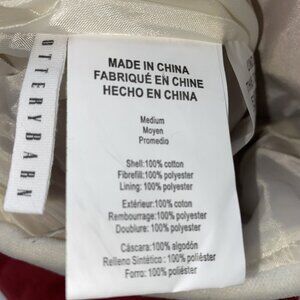 OTTERYBARN
MADE IN CHINA
FABRIQUÉ EN CHINE
HECHO EN CHINA
Medium
Moyen
Promedio
Shell:100% cotton
Fibrefill:100% polyester
Lining: 100% polyester
Extérieur:100% coton
Rembourrage:100% polyester
Doublure: 100% polyester
Cáscara:100% algodón
Relleno Sintético : 100% poliéster
Forro: 100% poliéster